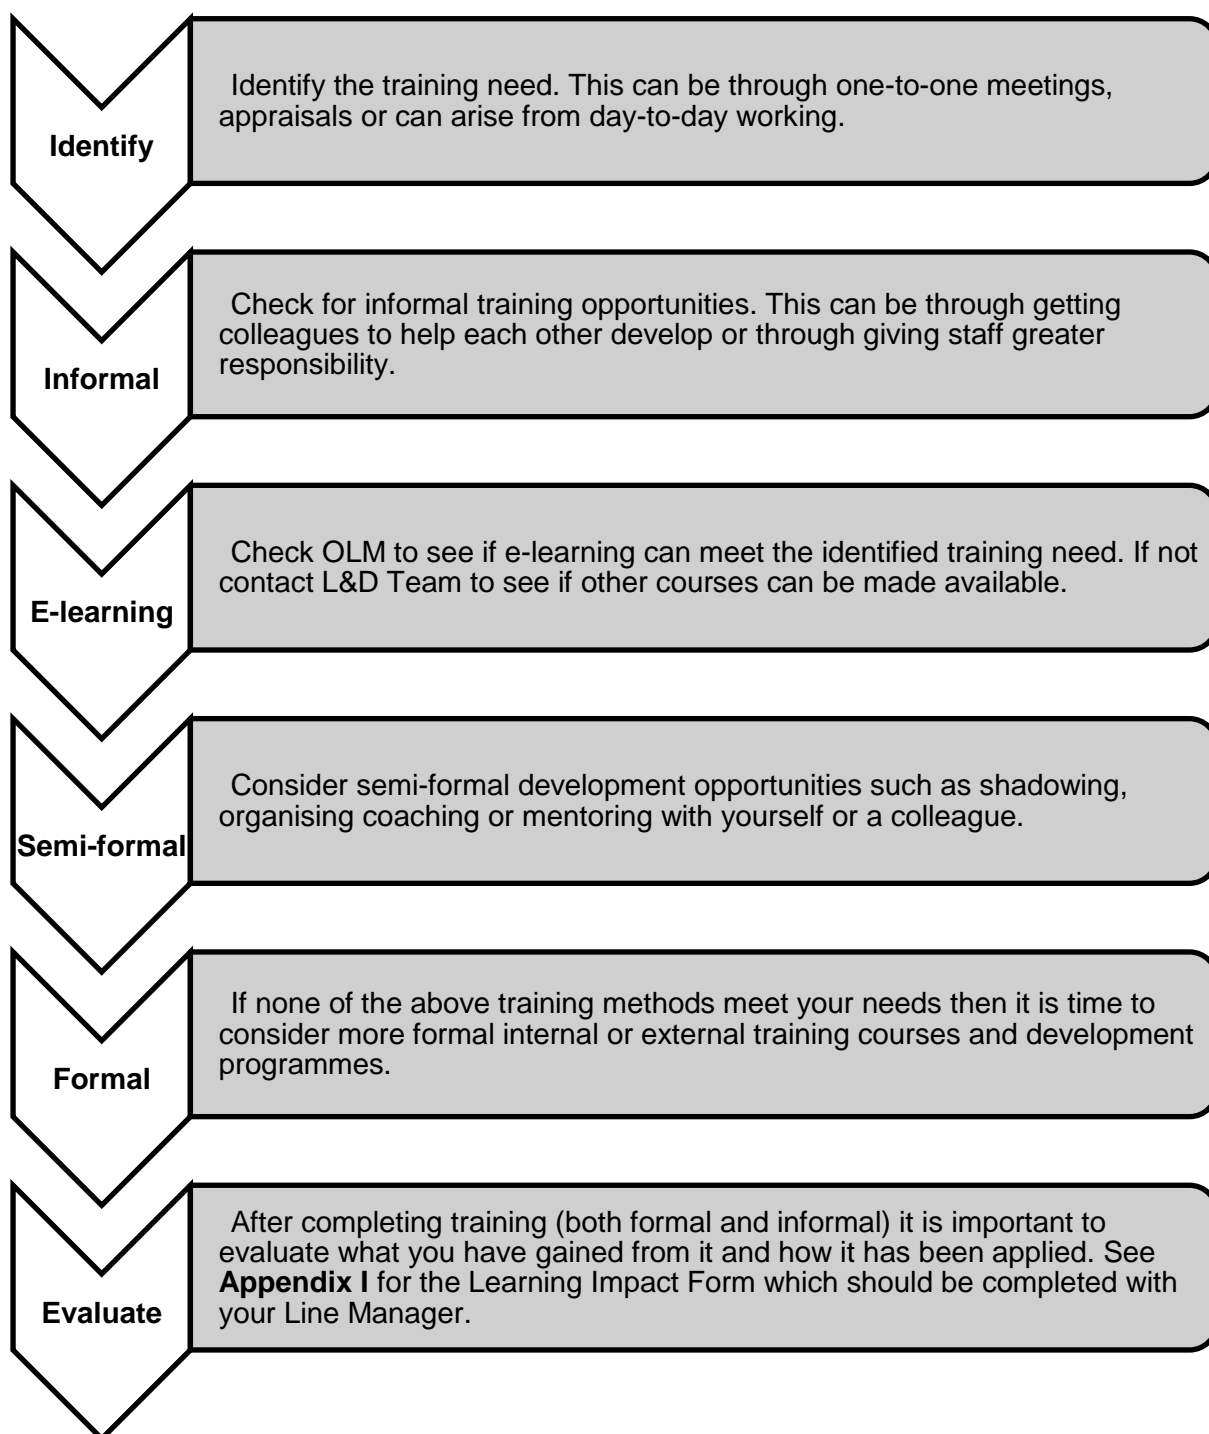 Identify
Identify the training need. This can be through one-to-one meetings,
appraisals or can arise from day-to-day working.
Informal
Check for informal training opportunities. This can be through getting
colleagues to help each other develop or through giving staff greater
responsibility.
E-learning
Check OLM to see if e-learning can meet the identified training need. If not
contact L&D Team to see if other courses can be made available.
Semi-formal
Consider semi-formal development opportunities such as shadowing,
organising coaching or mentoring with yourself or a colleague.
Formal
If none of the above training methods meet your needs then it is time to
consider more formal internal or external training courses and development
programmes.
Evaluate
After completing training (both formal and informal) it is important to
evaluate what you have gained from it and how it has been applied. See
Appendix I for the Learning Impact Form which should be completed with
your Line Manager.